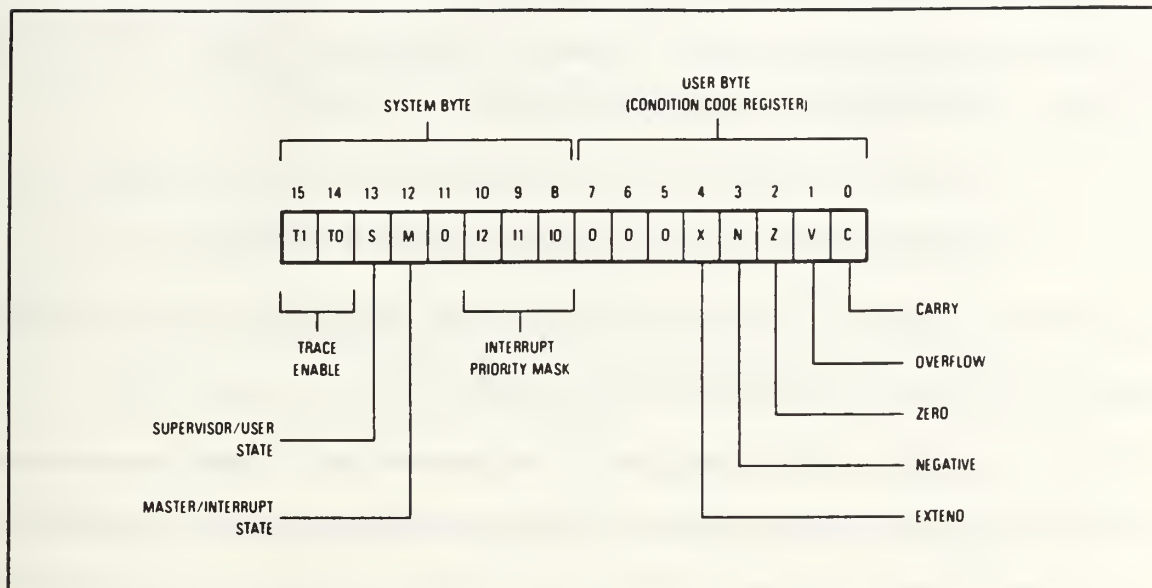 SYSTEM BYTE
USER BYTE
(CONDITION CODE REGISTER)
15 14 13 12 11 10 9 8 7 6 5 4 3 2 1 0
T1 T0 S M 0 I2 I1 I0 0 0 0 X N Z V C
TRACE
ENABLE
INTERRUPT
PRIORITY MASK
SUPERVISOR/USER
STATE
MASTER/INTERRUPT
STATE
CARRY
OVERFLOW
ZERO
NEGATIVE
EXTEND